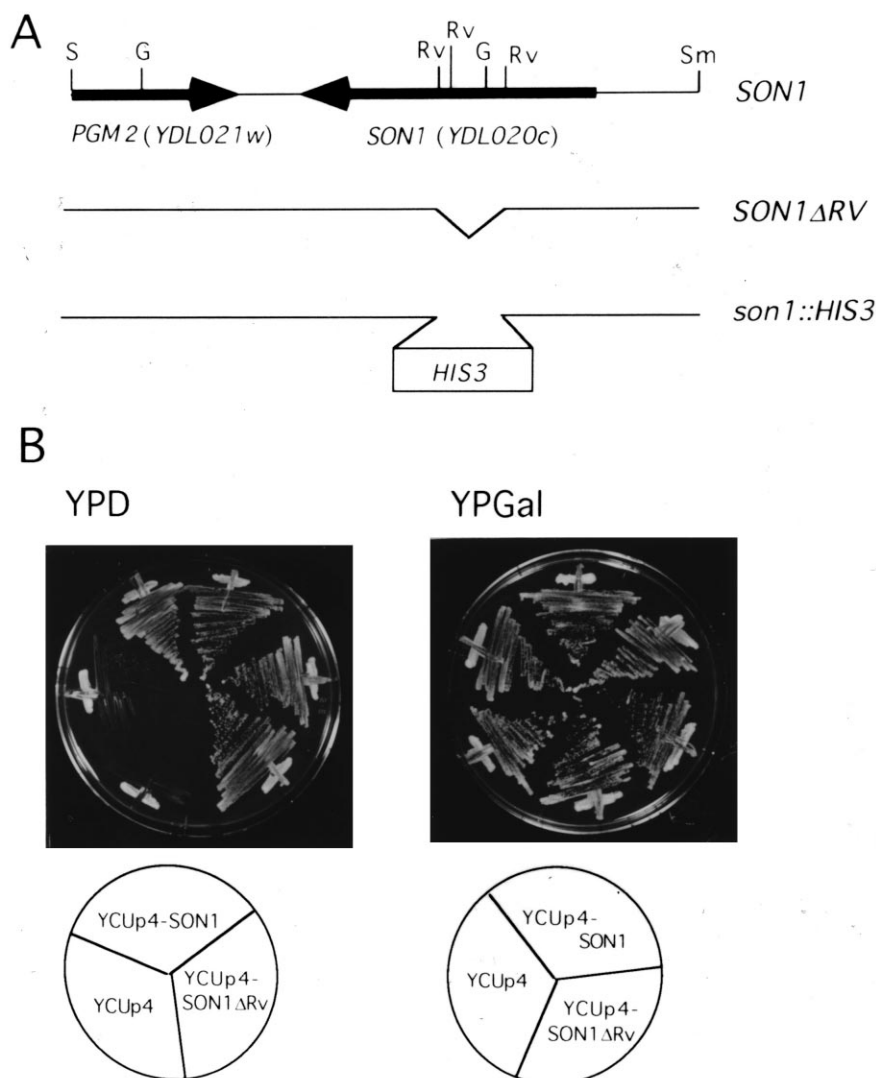 A
S G Rv Rv G Rv Sm
SON1
PGM2 (YDL021w) SON1 (YDL020c)
SON1ΔRV
son1::HIS3
HIS3
B
YPD YPGal
YCUp4-SON1
YCUp4
YCUp4-
SON1ΔRv
YCUp4-
SON1
YCUp4
YCUp4-
SON1ΔRv